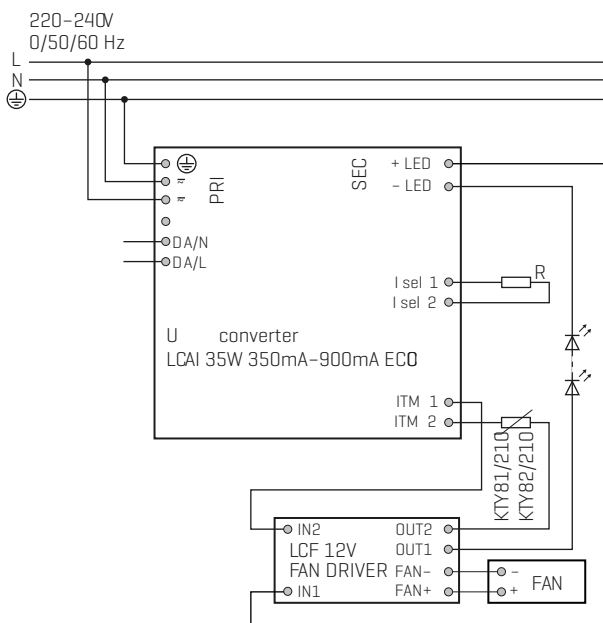 220–240V
0/50/60 Hz
L
N
PRI
SEC
+ LED
– LED
DA/N
DA/L
I sel 1
I sel 2
R
U converter
LCAI 35W 350mA–900mA ECO
ITM 1
ITM 2
KTY81/210
KTY82/210
IN2
OUT2
LCF 12V
OUT1
FAN DRIVER
FAN–
FAN+
IN1
–
+
FAN